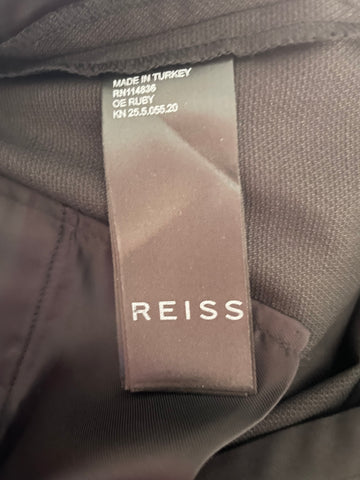 MADE IN TURKEY
RN114836
OE RUBY
KN 25.5.055.20
REISS